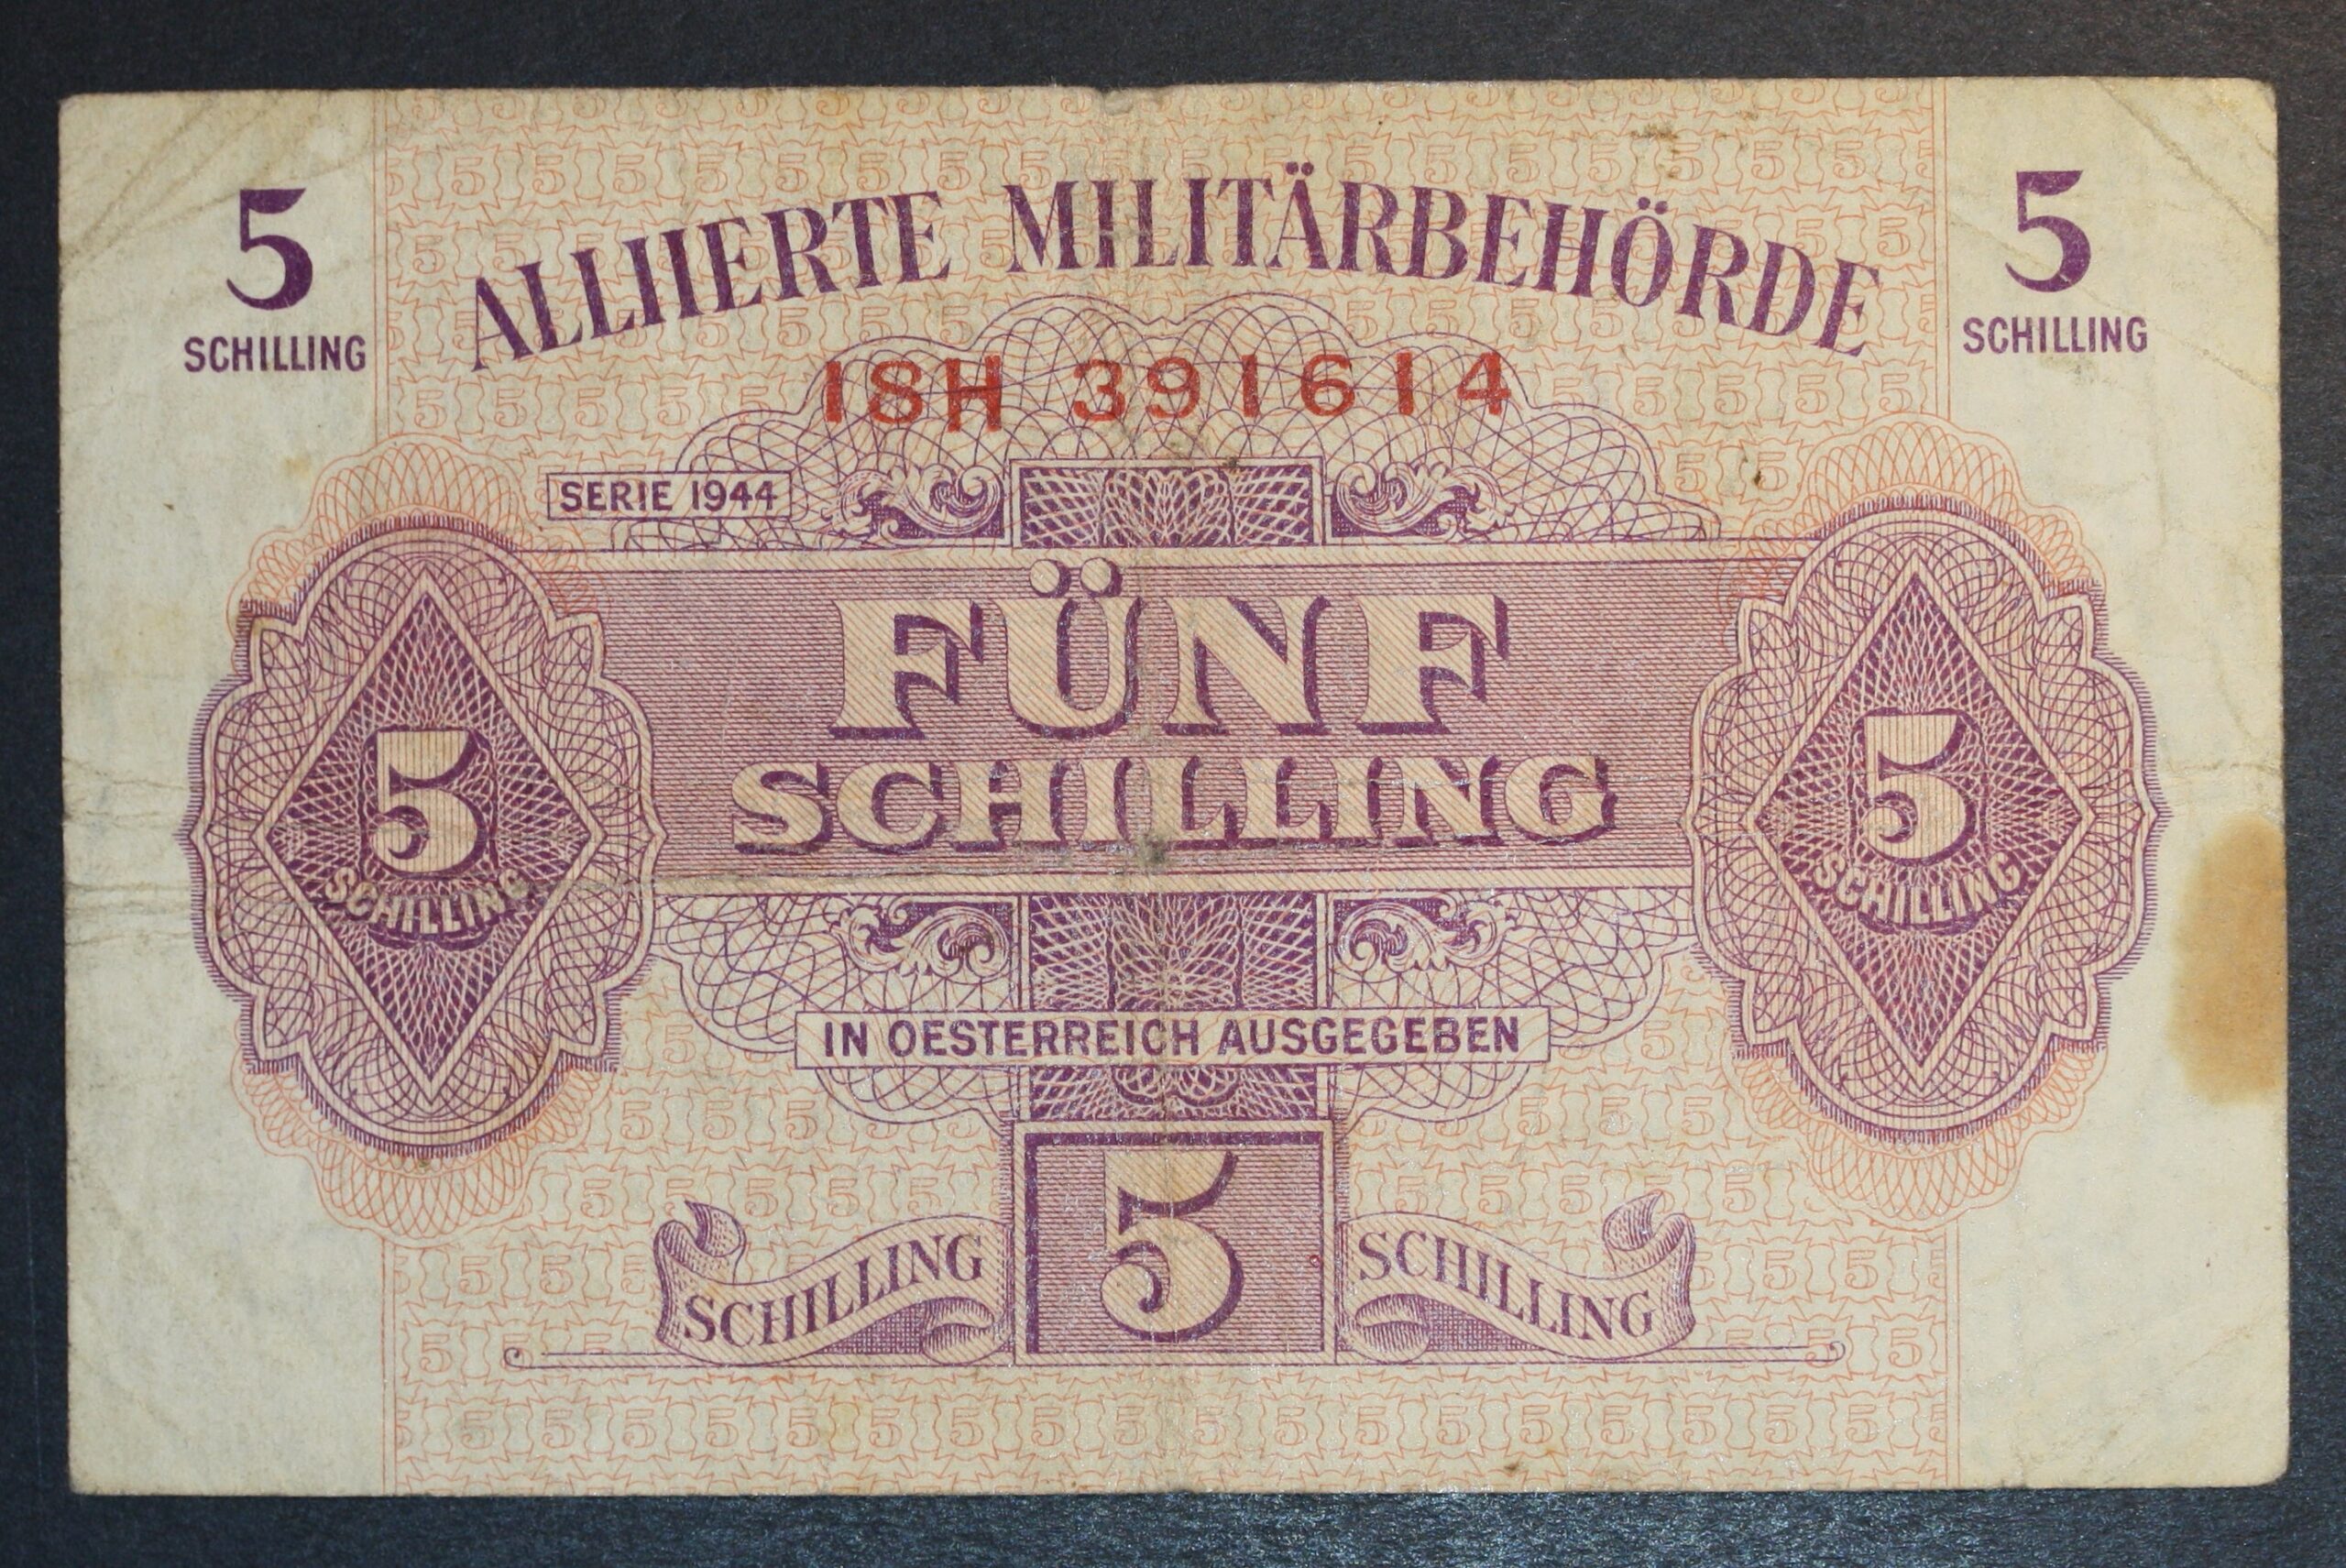 5
SCHILLING
ALLIIERTE MILITÄRBEHÖRDE
5
SCHILLING
18H 391614
SERIE 1944
FÜNF
SCHILLING
5
SCHILLING
5
SCHILLING
IN OESTERREICH AUSGEGEBEN
SCHILLING
5
SCHILLING